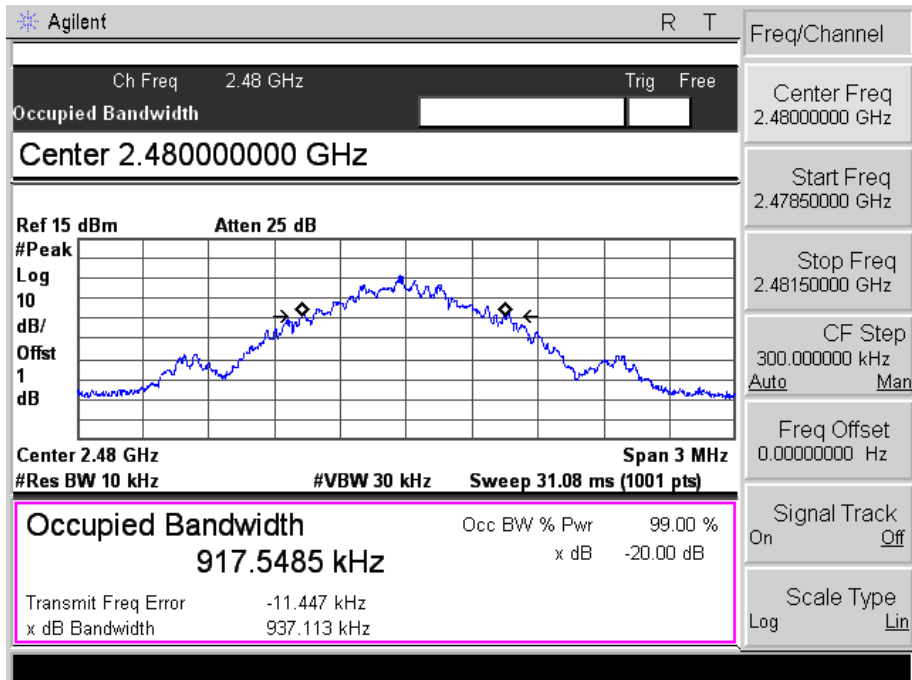 Agilent R T
Ch Freq 2.48 GHz Trig Free
Occupied Bandwidth
Center 2.480000000 GHz
Ref 15 dBm Atten 25 dB
#Peak
Log
10
dB/
Offst
1
dB
Center 2.48 GHz Span 3 MHz
#Res BW 10 kHz #VBW 30 kHz Sweep 31.08 ms (1001 pts)
Occupied Bandwidth Occ BW % Pwr 99.00 %
917.5485 kHz x dB -20.00 dB
Transmit Freq Error -11.447 kHz
x dB Bandwidth 937.113 kHz
Freq/Channel
Center Freq
2.48000000 GHz
Start Freq
2.47850000 GHz
Stop Freq
2.48150000 GHz
CF Step
300.000000 kHz
Auto Man
Freq Offset
0.00000000 Hz
Signal Track
On Off
Scale Type
Log Lin